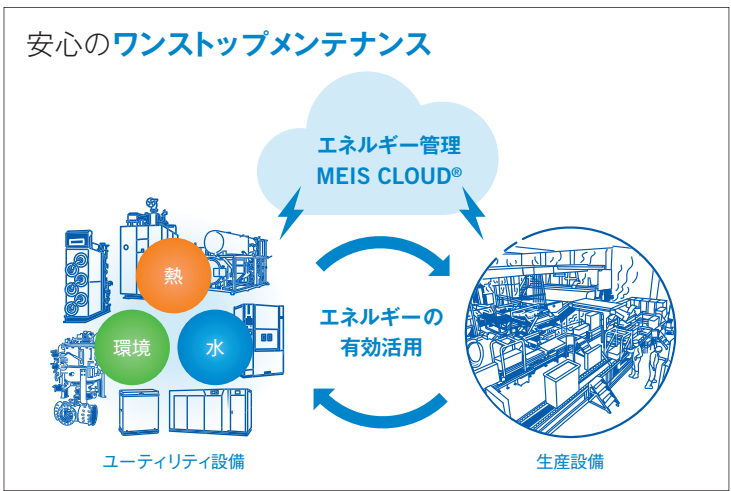 安心のワンストップメンテナンス
エネルギー管理
MEIS CLOUD®
熱
環境
水
エネルギーの
有効活用
ユーティリティ設備
生産設備